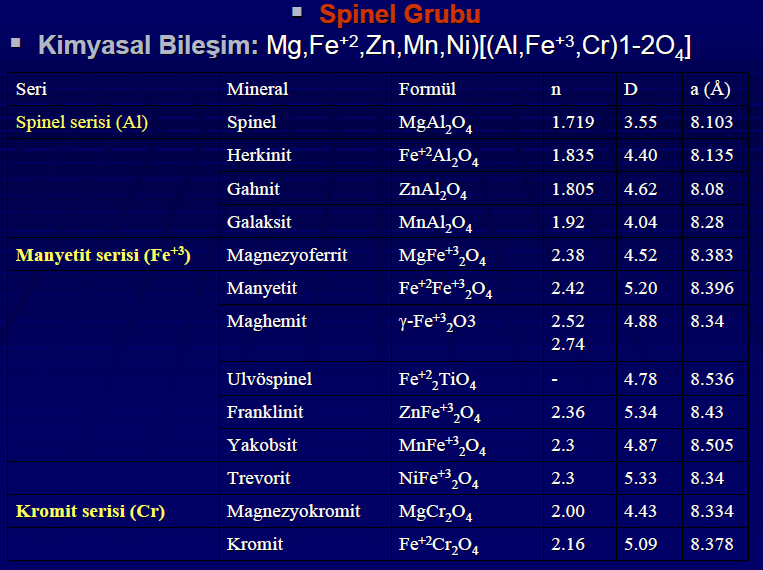 ▪ Spinel Grubu
▪ Kimyasal Bileşim: Mg,Fe⁺²,Zn,Mn,Ni)[(Al,Fe⁺³,Cr)1-2O₄]
Seri Mineral Formül n D a (Å)
Spinel serisi (Al) Spinel MgAl₂O₄ 1.719 3.55 8.103
Herkinit Fe⁺²Al₂O₄ 1.835 4.40 8.135
Gahnit ZnAl₂O₄ 1.805 4.62 8.08
Galaksit MnAl₂O₄ 1.92 4.04 8.28
Manyetit serisi (Fe⁺³) Magnezyoferrit MgFe⁺³₂O₄ 2.38 4.52 8.383
Manyetit Fe⁺²Fe⁺³₂O₄ 2.42 5.20 8.396
Maghemit γ-Fe⁺³₂O3 2.52 4.88 8.34
2.74
Ulvöspinel Fe⁺²₂TiO₄ - 4.78 8.536
Franklinit ZnFe⁺³₂O₄ 2.36 5.34 8.43
Yakobsit MnFe⁺³₂O₄ 2.3 4.87 8.505
Trevorit NiFe⁺³₂O₄ 2.3 5.33 8.34
Kromit serisi (Cr) Magnezyokromit MgCr₂O₄ 2.00 4.43 8.334
Kromit Fe⁺²Cr₂O₄ 2.16 5.09 8.378